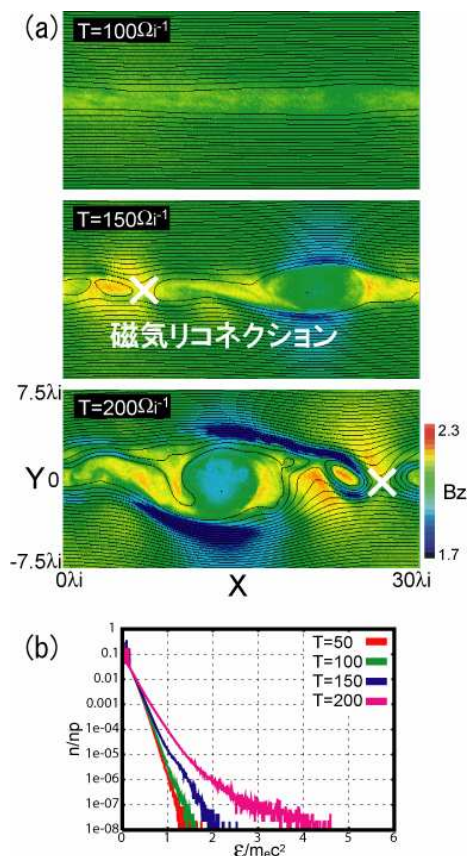 (a)
T=100Ωi⁻¹
T=150Ωi⁻¹
磁気リコネクション
T=200Ωi⁻¹
7.5λi
Y 0
-7.5λi
0λi
X
30λi
2.3
Bz
1.7
(b)
n/np
1
0.1
0.01
0.001
1e-04
1e-05
1e-06
1e-07
1e-08
T=50
T=100
T=150
T=200
0 1 2 3 4 5 6
ε/mₑc²